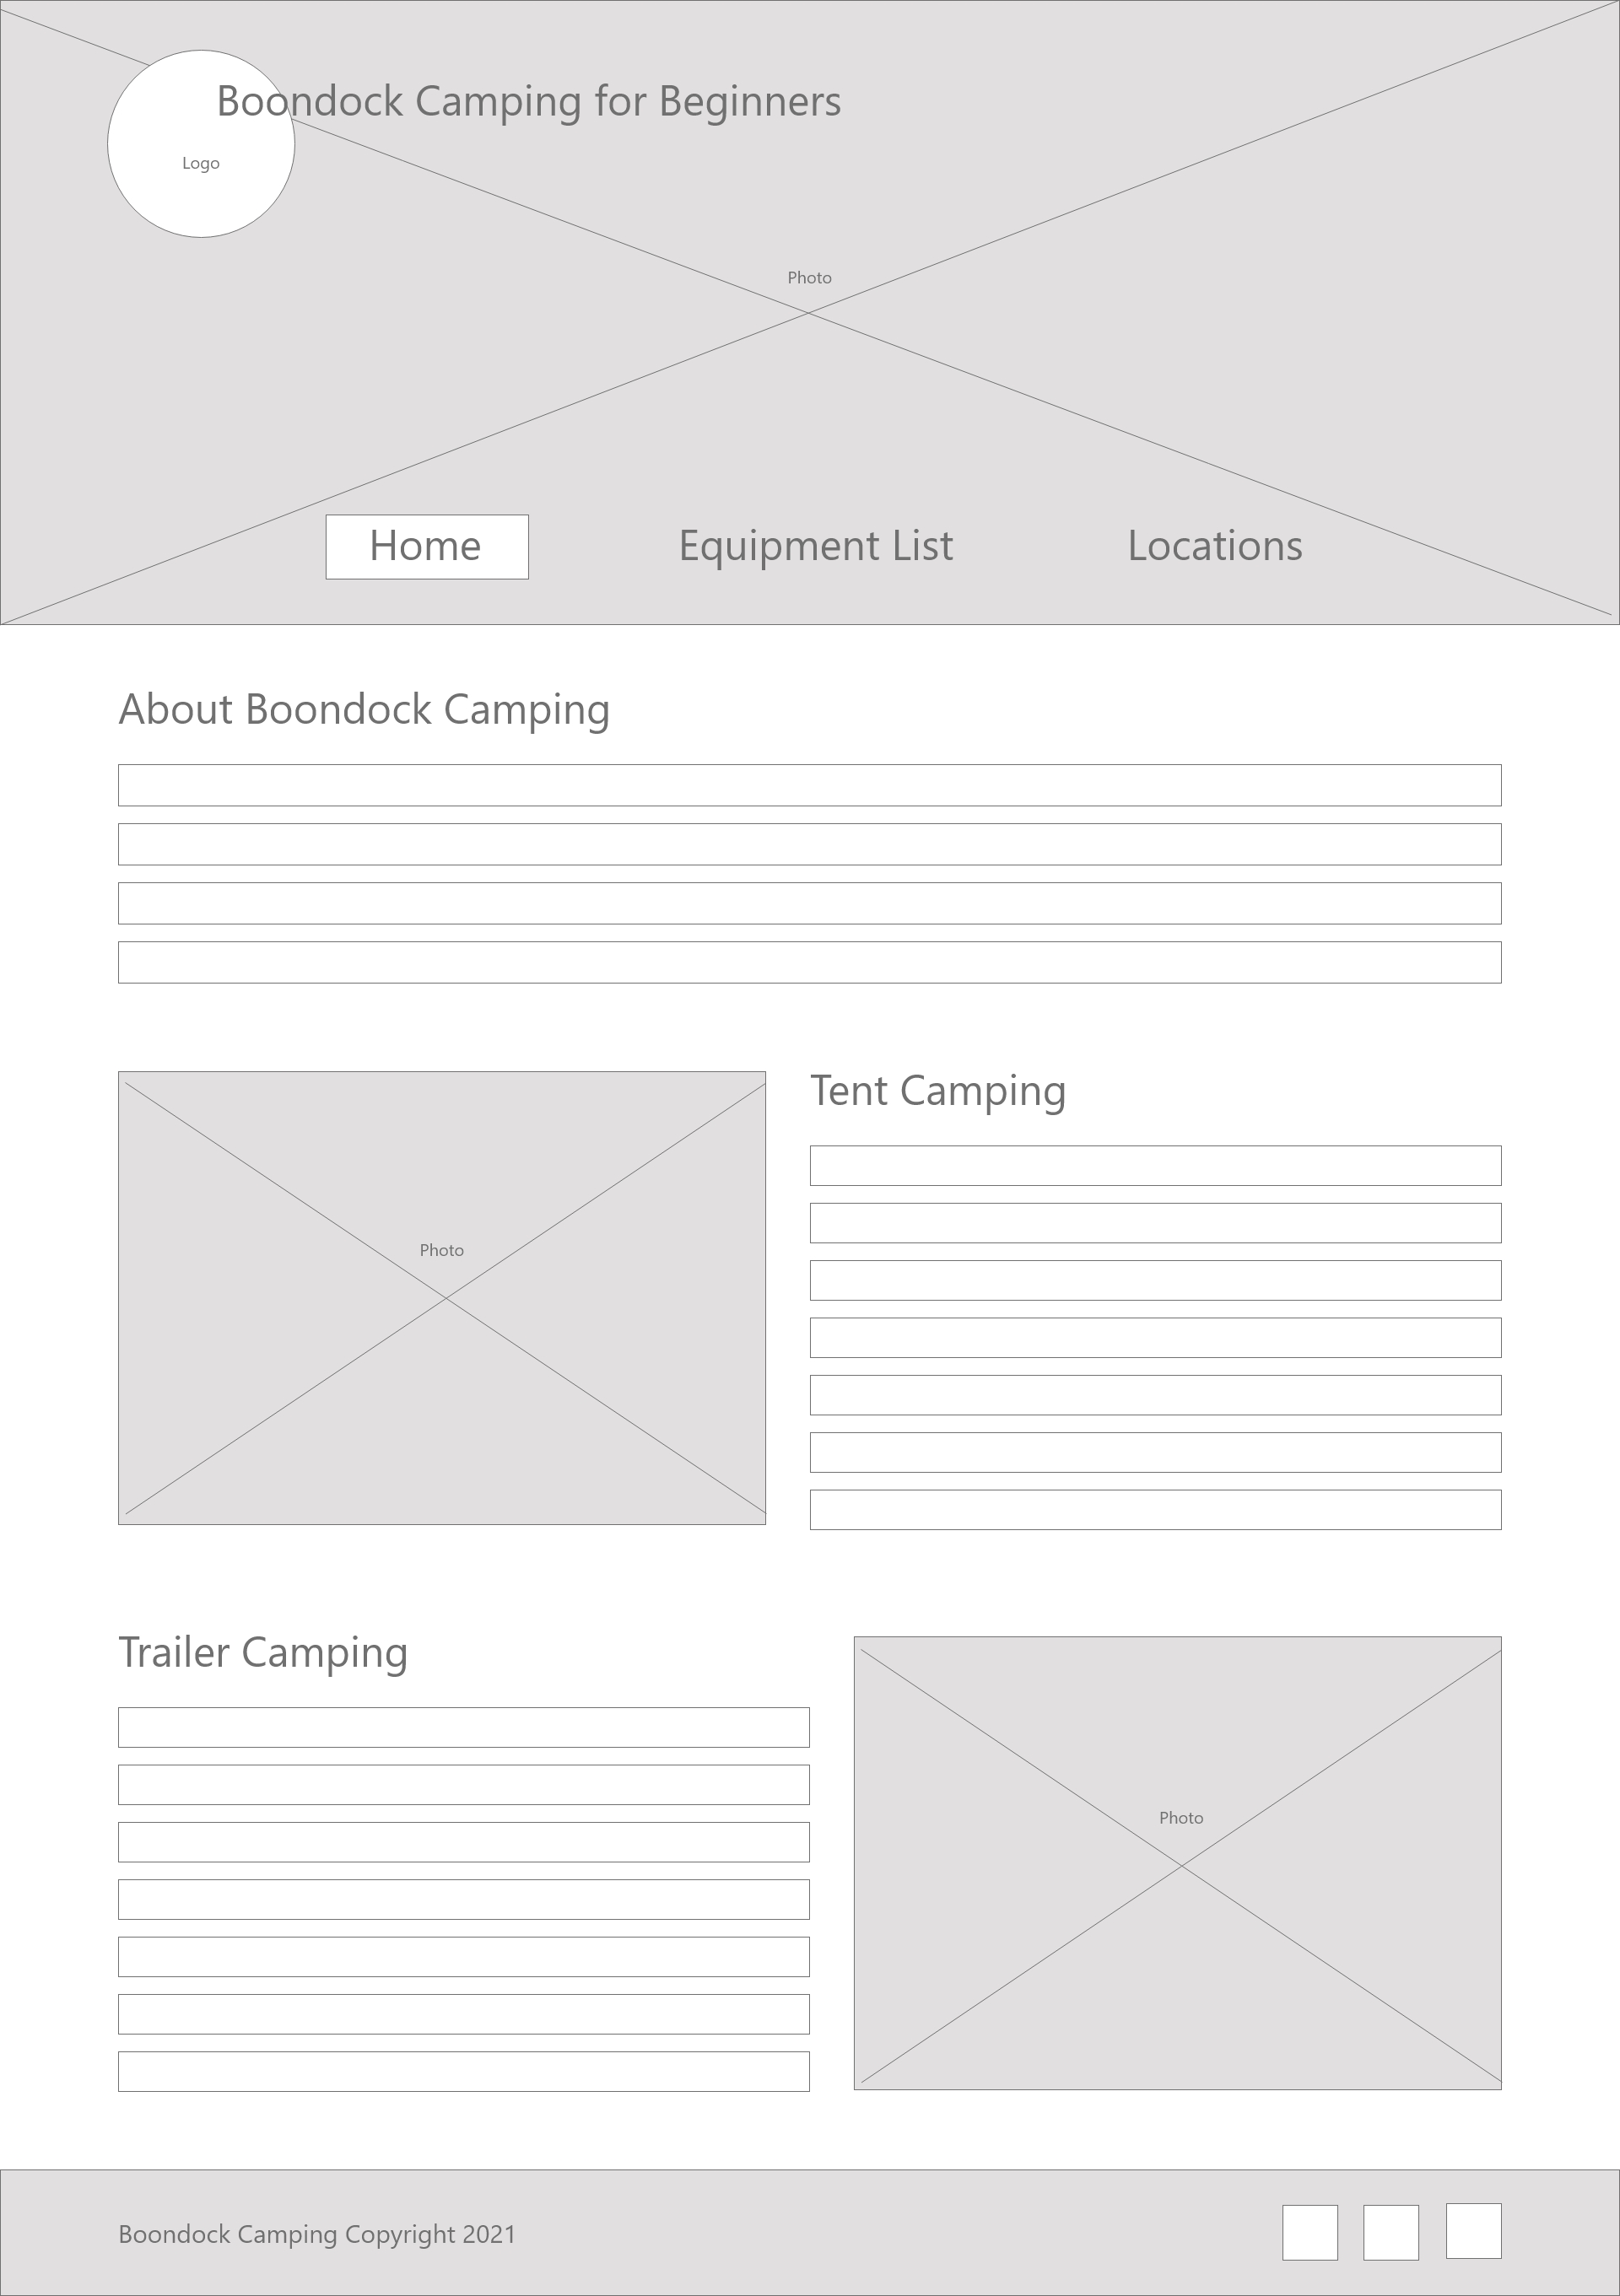 Boondock Camping for Beginners
Logo
Photo
Home
Equipment List
Locations
About Boondock Camping
Photo
Tent Camping
Trailer Camping
Photo
Boondock Camping Copyright 2021